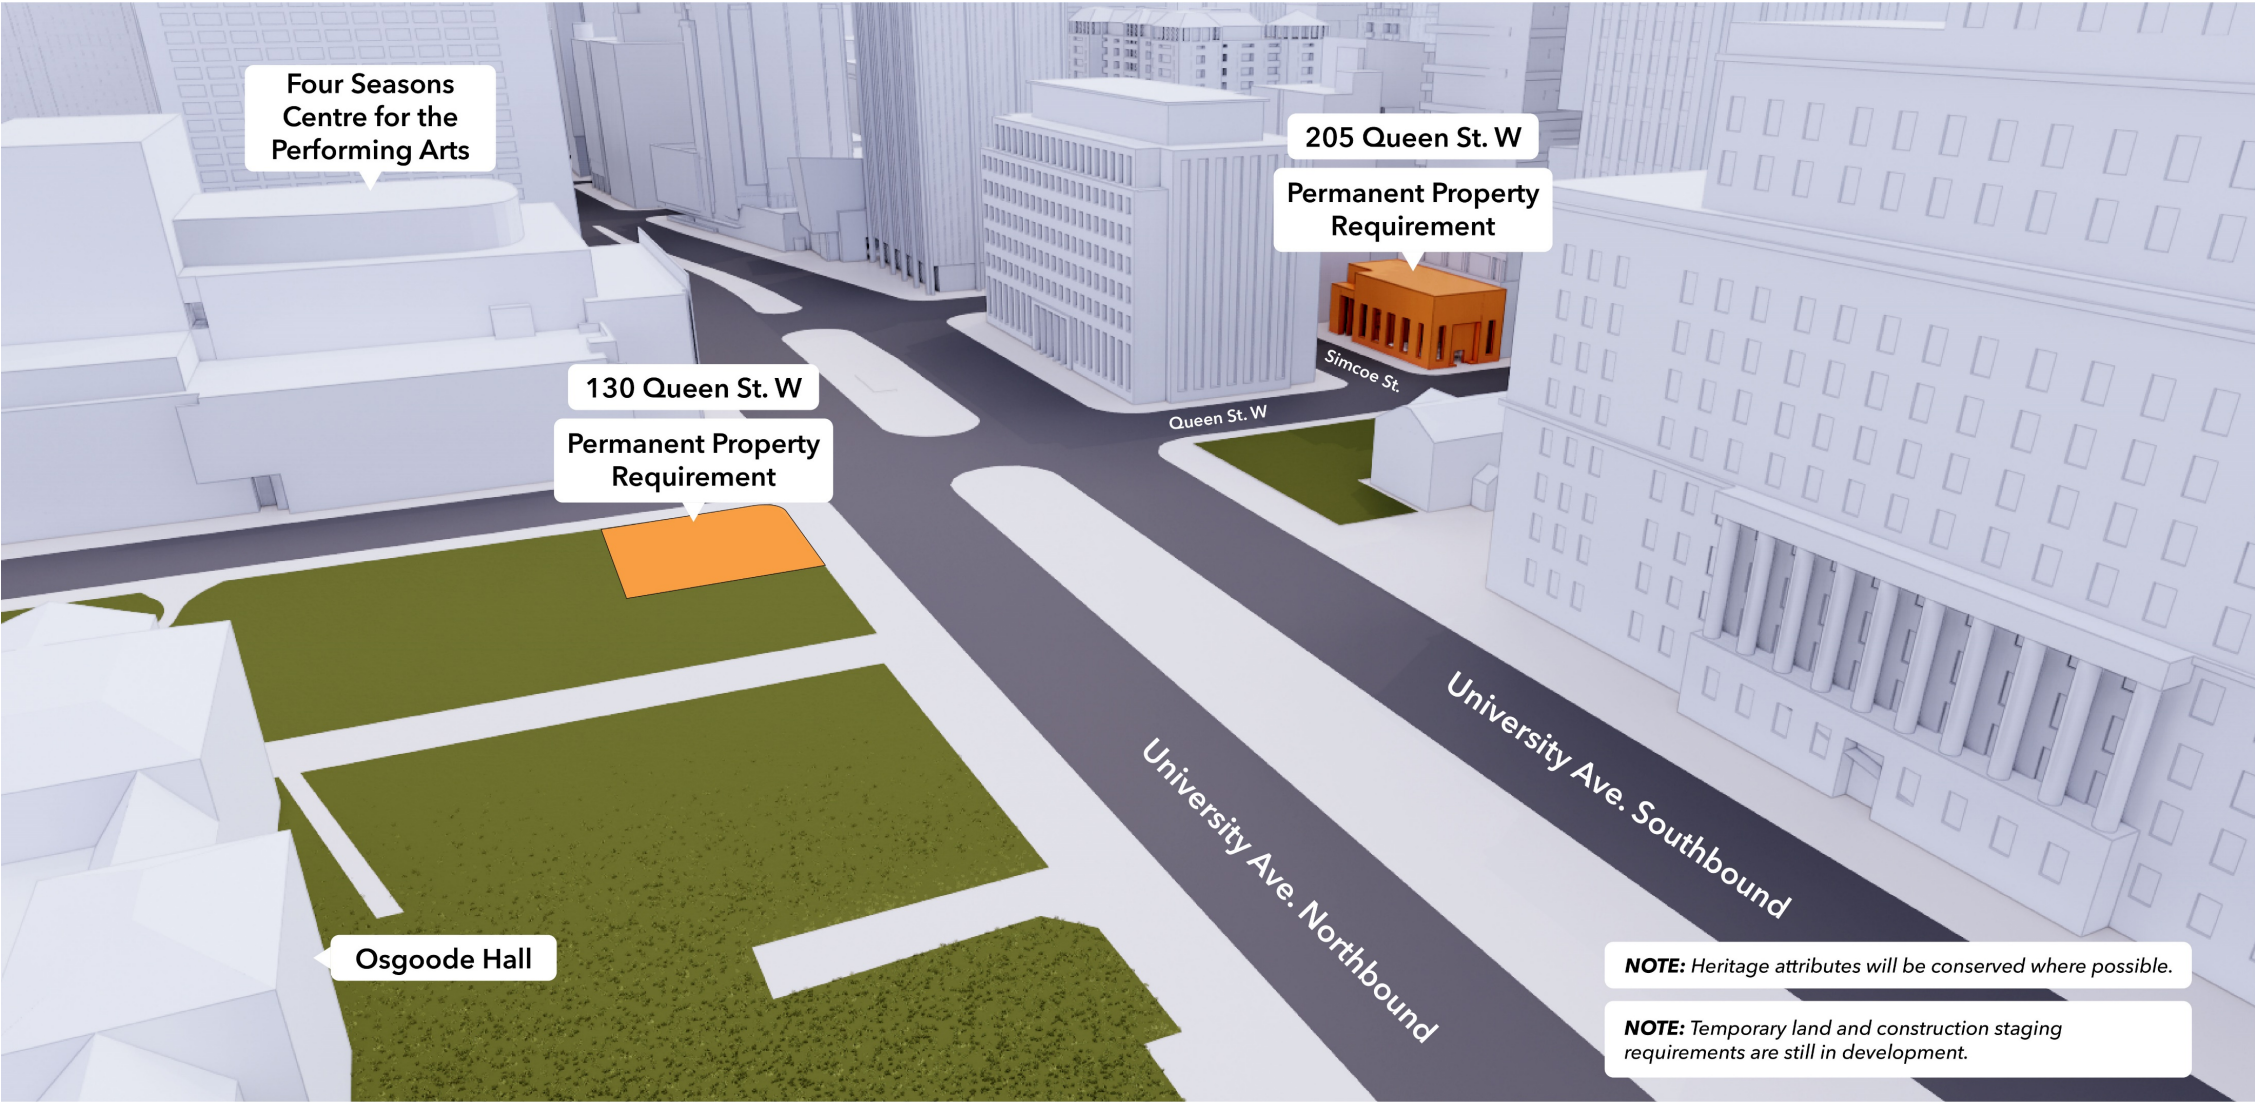 Four Seasons
Centre for the
Performing Arts
205 Queen St. W
Permanent Property
Requirement
Simcoe St.
130 Queen St. W
Queen St. W
Permanent Property
Requirement
University Ave. Southbound
University Ave. Northbound
Osgoode Hall
NOTE: Heritage attributes will be conserved where possible.
NOTE: Temporary land and construction staging
requirements are still in development.